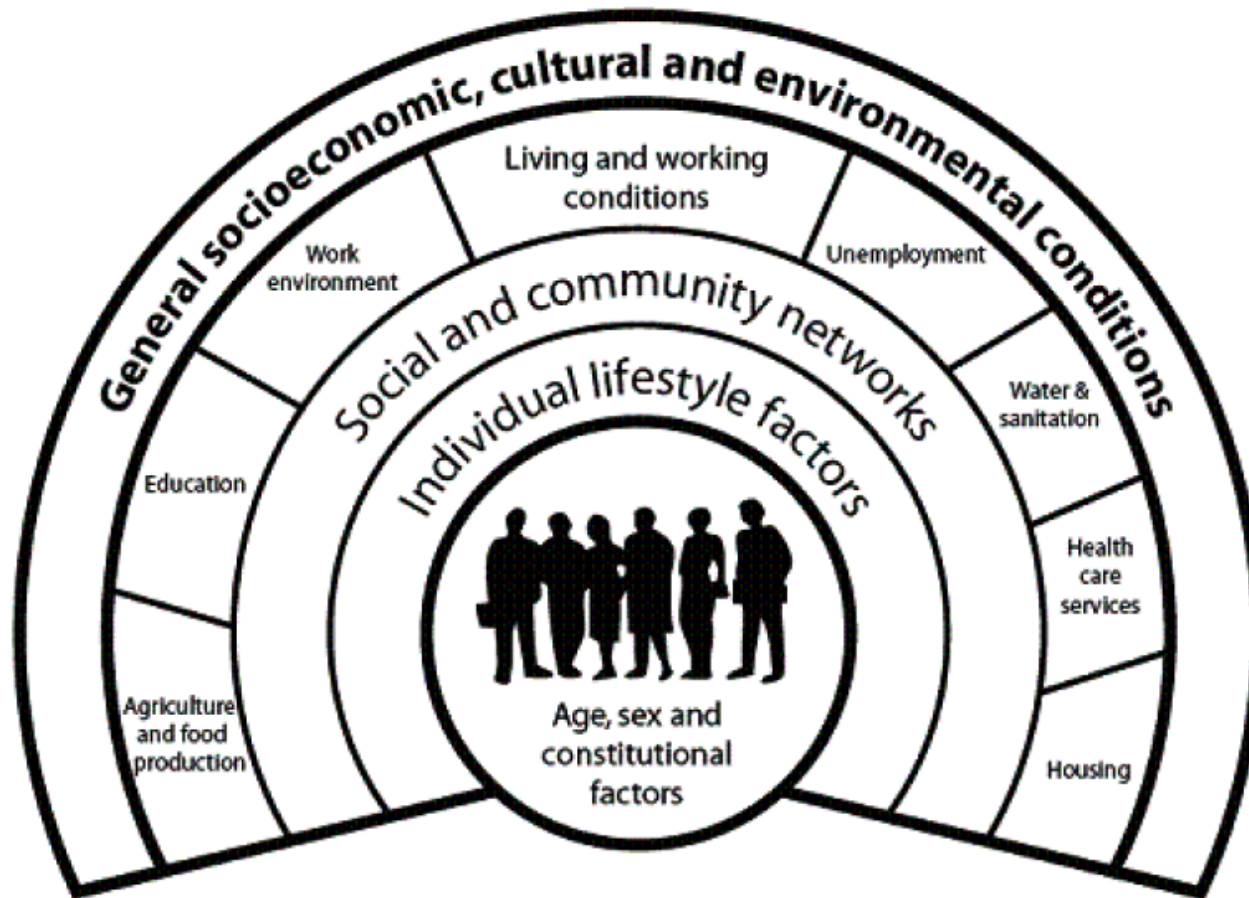 General socioeconomic, cultural and environmental conditions
Living and working
conditions
Work
environment
Unemployment
Education
Water &
sanitation
Agriculture
and food
production
Health
care
services
Housing
Social and community networks
Individual lifestyle factors
Age, sex and
constitutional
factors